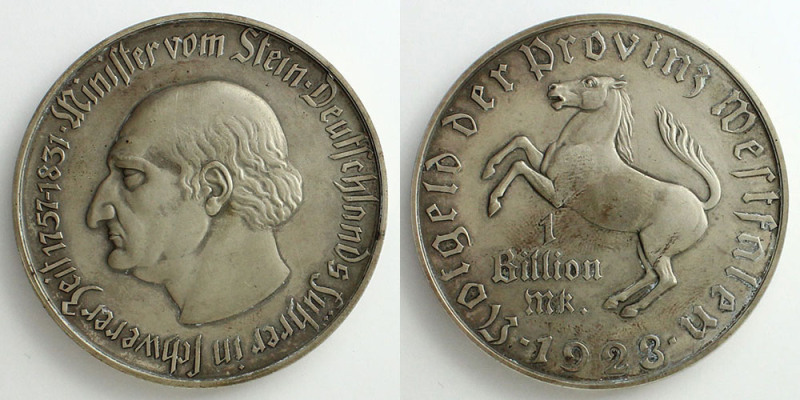 Minister vom Stein·Deutschlands Führer in schwerer Zeit 1757-1831·
Notgeld der Provinz Westfalen
1
Billion
Mk.
·1923·